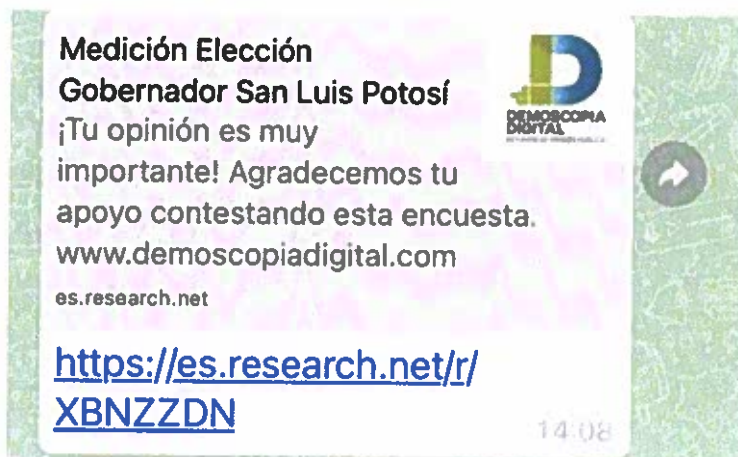 Medición Elección
Gobernador San Luis Potosí
DEMOSCOPIA
DIGITAL
¡Tu opinión es muy
importante! Agradecemos tu
apoyo contestando esta encuesta.
www.demoscopiadigital.com
es.research.net
https://es.research.net/r/
XBNZZDN
14:08